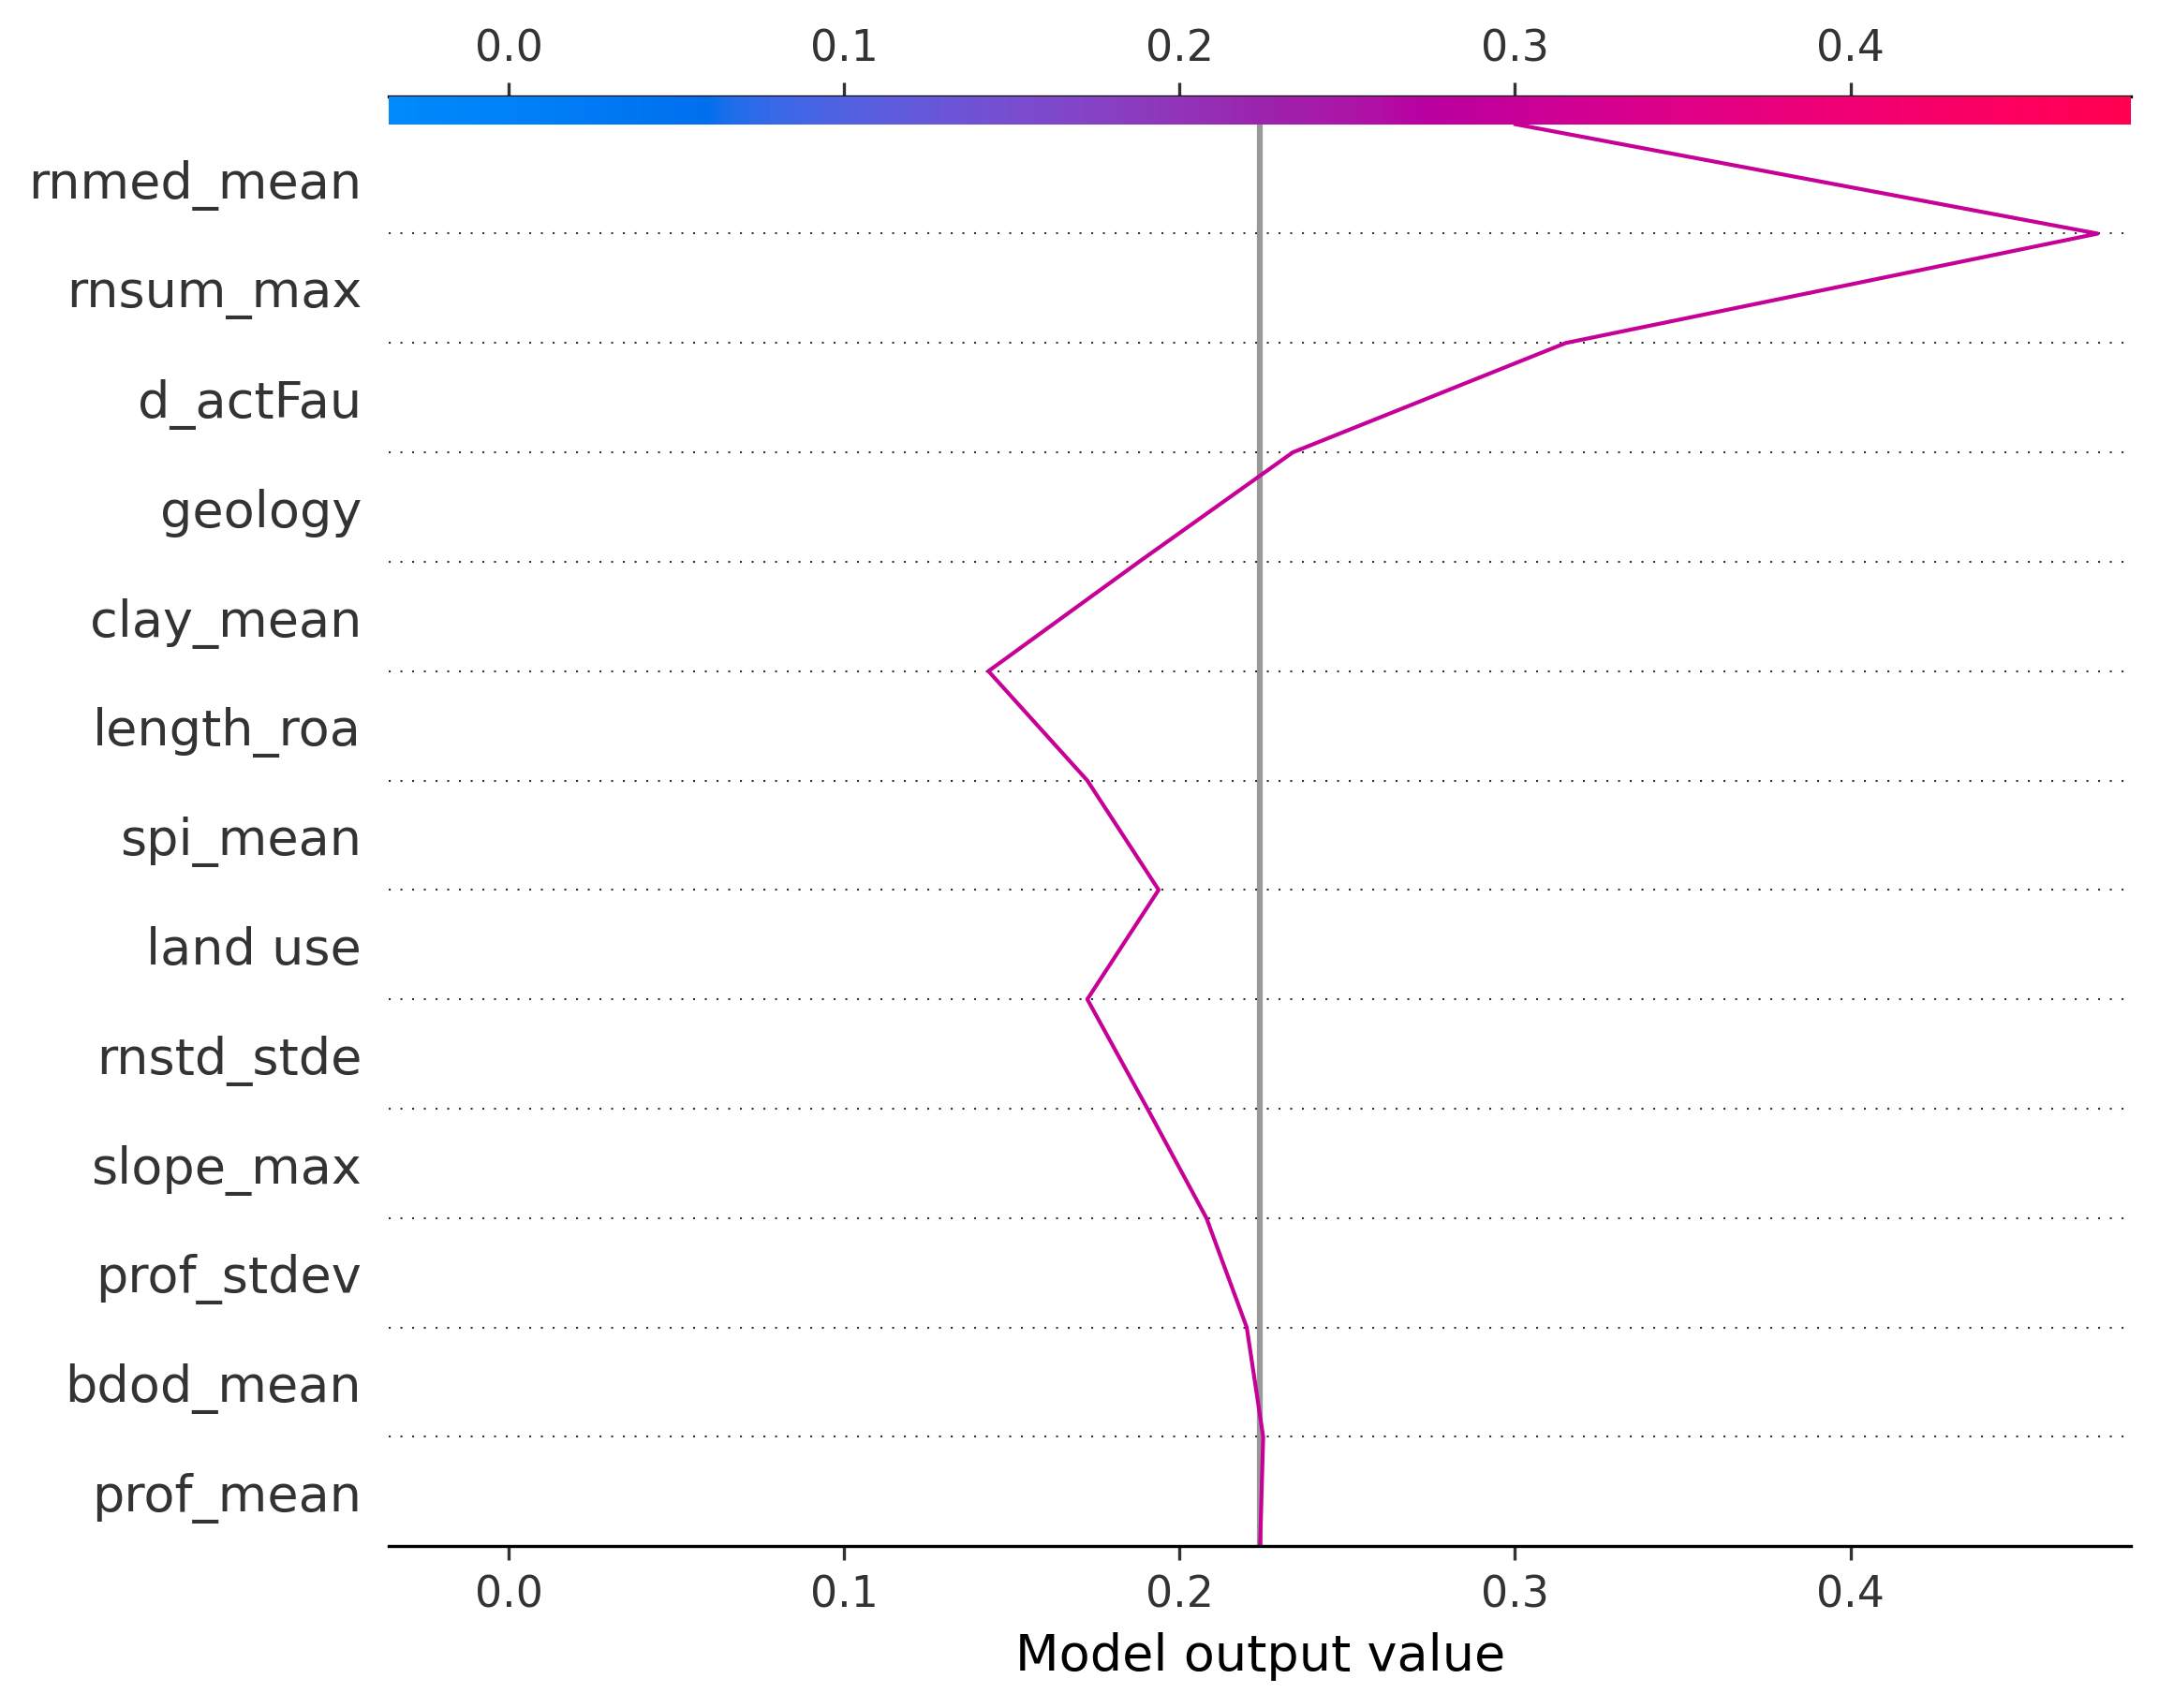 0.0 0.1 0.2 0.3 0.4
rnmed_mean
rnsum_max
d_actFau
geology
clay_mean
length_roa
spi_mean
land use
rnstd_stde
slope_max
prof_stdev
bdod_mean
prof_mean
0.0 0.1 0.2 0.3 0.4
Model output value